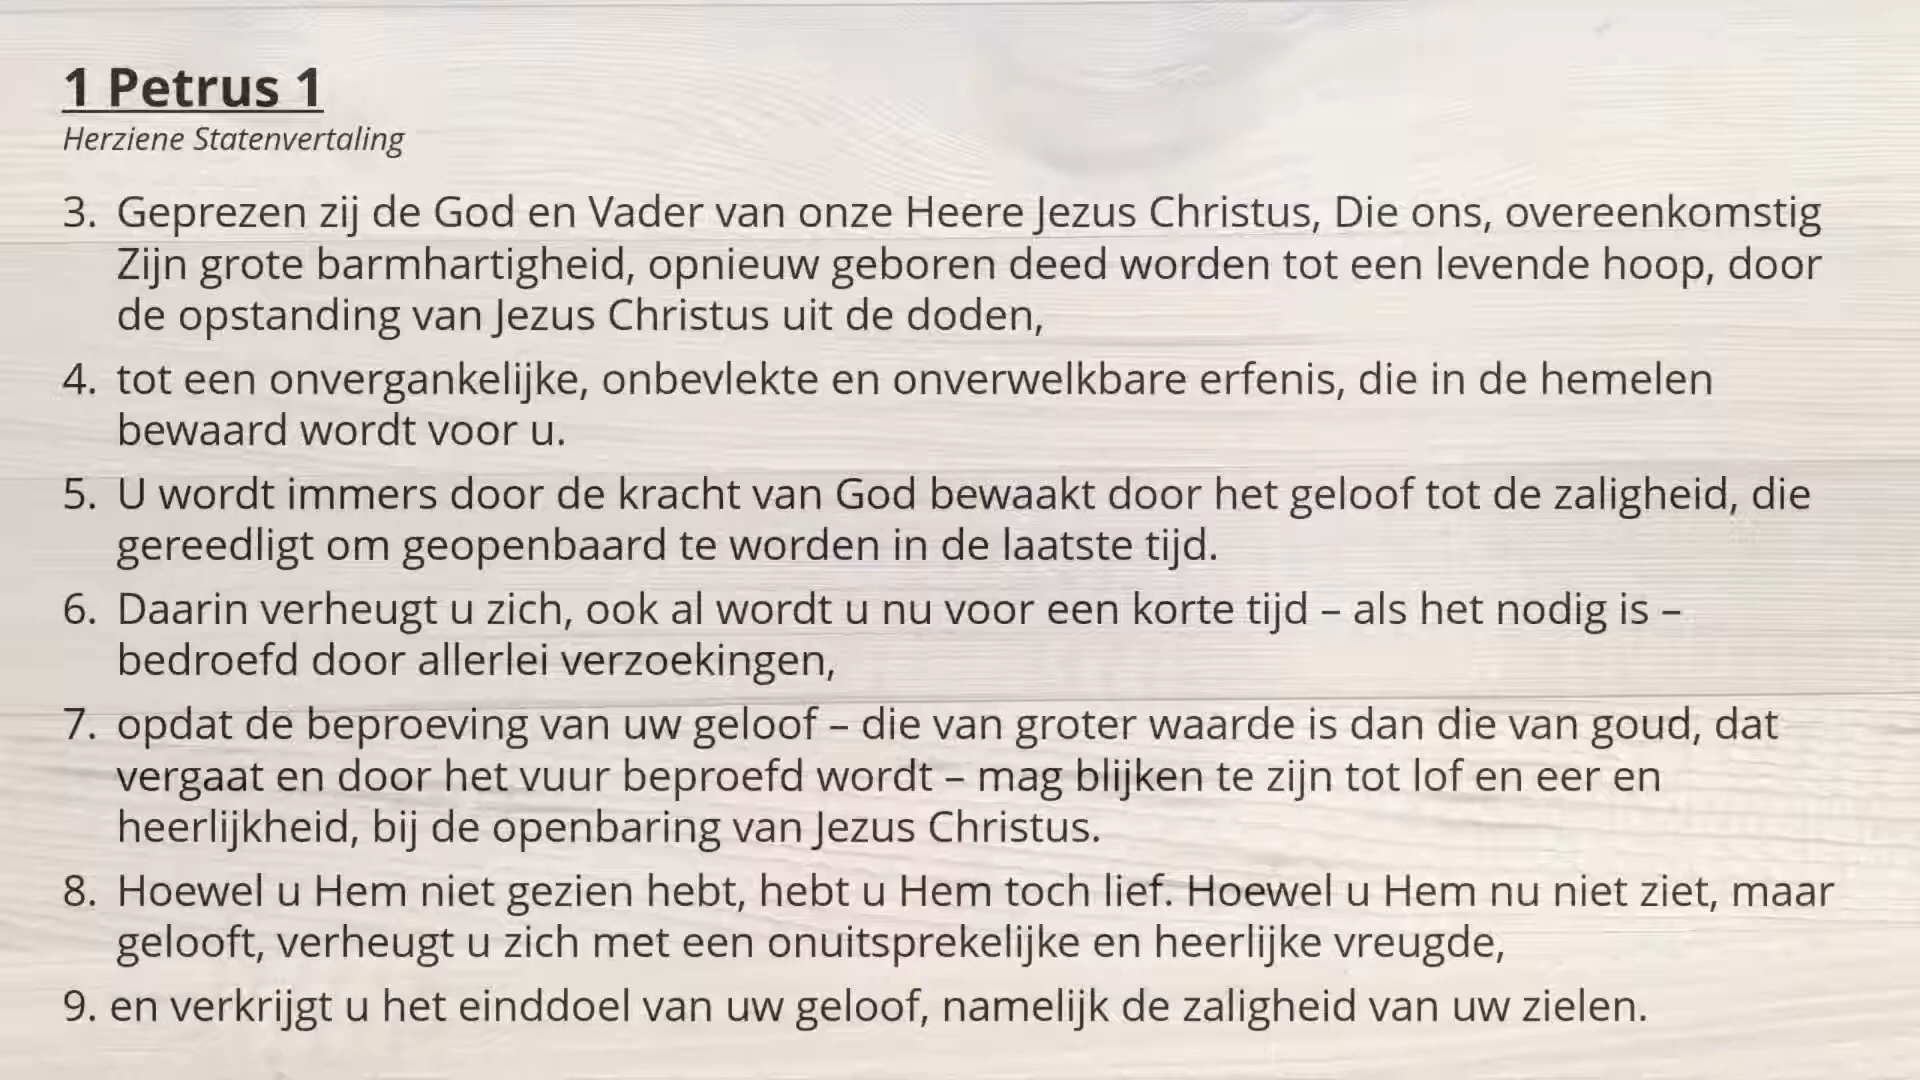 1 Petrus 1
Herziene Statenvertaling
3. Geprezen zij de God en Vader van onze Heere Jezus Christus, Die ons, overeenkomstig
Zijn grote barmhartigheid, opnieuw geboren deed worden tot een levende hoop, door
de opstanding van Jezus Christus uit de doden,
4. tot een onvergankelijke, onbevlekte en onverwelkbare erfenis, die in de hemelen
bewaard wordt voor u.
5. U wordt immers door de kracht van God bewaakt door het geloof tot de zaligheid, die
gereedligt om geopenbaard te worden in de laatste tijd.
6. Daarin verheugt u zich, ook al wordt u nu voor een korte tijd – als het nodig is –
bedroefd door allerlei verzoekingen,
7. opdat de beproeving van uw geloof – die van groter waarde is dan die van goud, dat
vergaat en door het vuur beproefd wordt – mag blijken te zijn tot lof en eer en
heerlijkheid, bij de openbaring van Jezus Christus.
8. Hoewel u Hem niet gezien hebt, hebt u Hem toch lief. Hoewel u Hem nu niet ziet, maar
gelooft, verheugt u zich met een onuitsprekelijke en heerlijke vreugde,
9. en verkrijgt u het einddoel van uw geloof, namelijk de zaligheid van uw zielen.